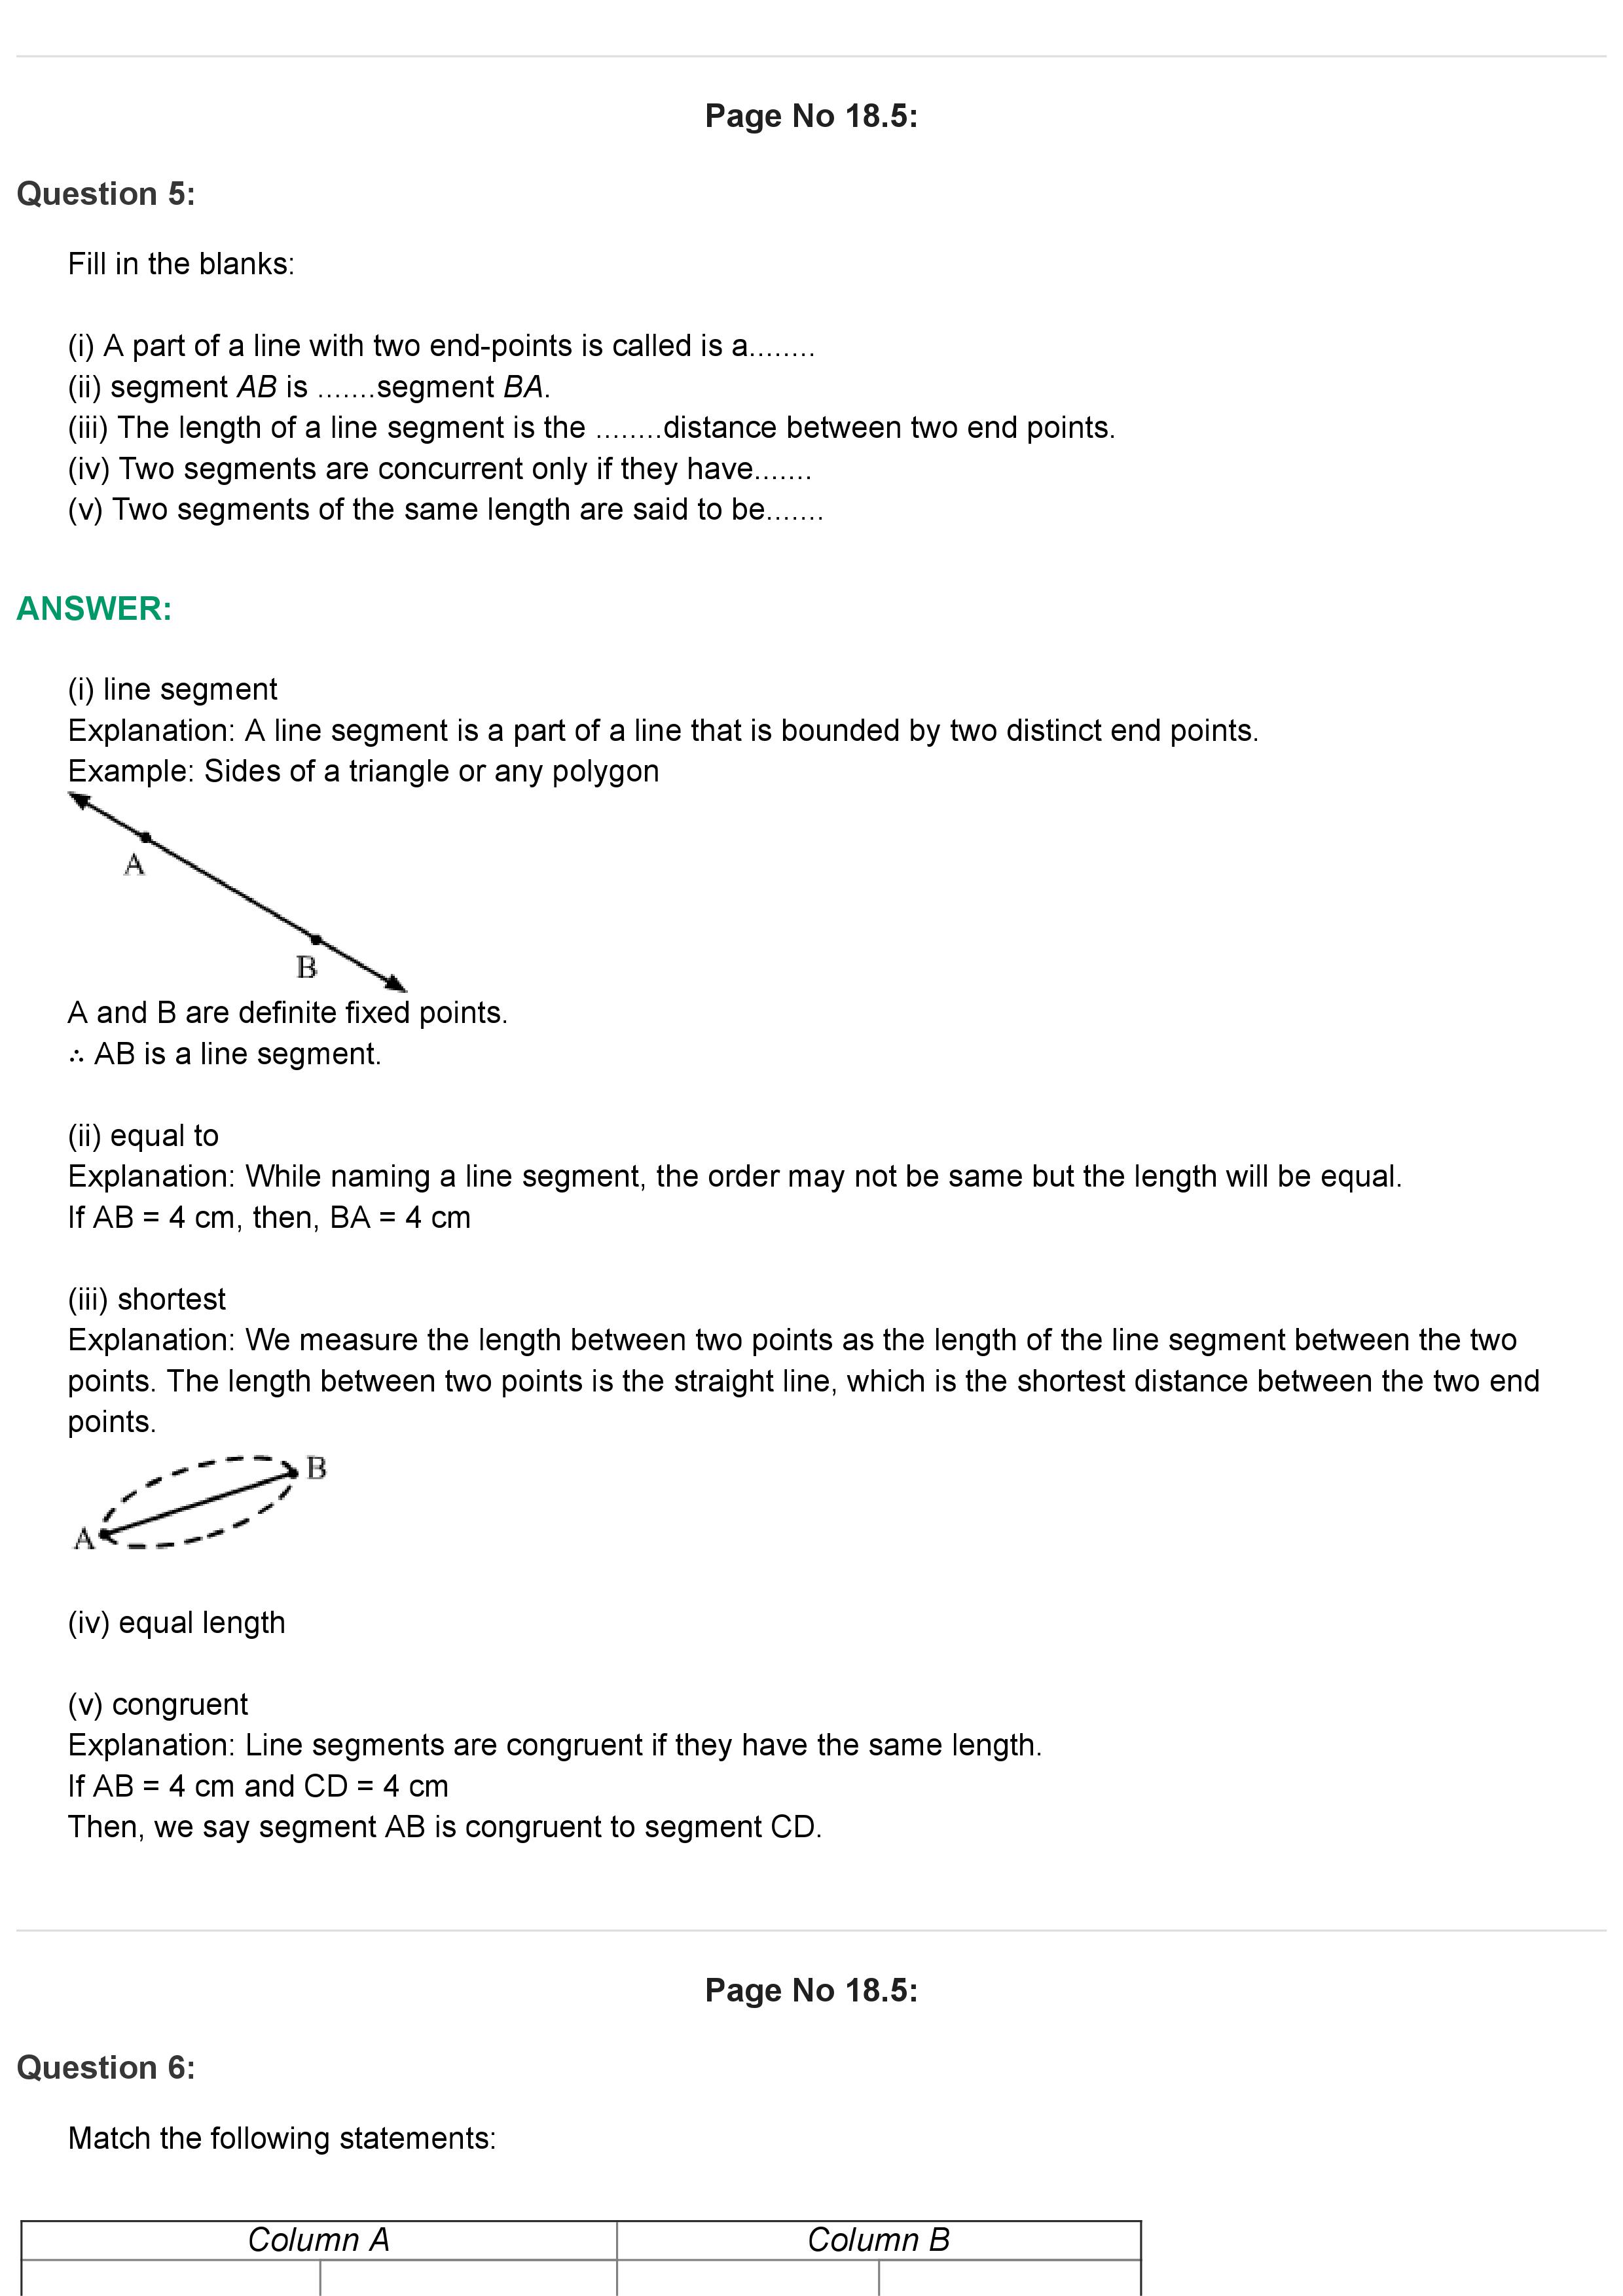 Page No 18.5:
Question 5:
Fill in the blanks:
(i) A part of a line with two end-points is called is a........
(ii) segment AB is .......segment BA.
(iii) The length of a line segment is the ........distance between two end points.
(iv) Two segments are concurrent only if they have.......
(v) Two segments of the same length are said to be.......
ANSWER:
(i) line segment
Explanation: A line segment is a part of a line that is bounded by two distinct end points.
Example: Sides of a triangle or any polygon
A
B
A and B are definite fixed points.
∴ AB is a line segment.
(ii) equal to
Explanation: While naming a line segment, the order may not be same but the length will be equal.
If AB = 4 cm, then, BA = 4 cm
(iii) shortest
Explanation: We measure the length between two points as the length of the line segment between the two
points. The length between two points is the straight line, which is the shortest distance between the two end
points.
B
A
(iv) equal length
(v) congruent
Explanation: Line segments are congruent if they have the same length.
If AB = 4 cm and CD = 4 cm
Then, we say segment AB is congruent to segment CD.
Page No 18.5:
Question 6:
Match the following statements:
Column A Column B